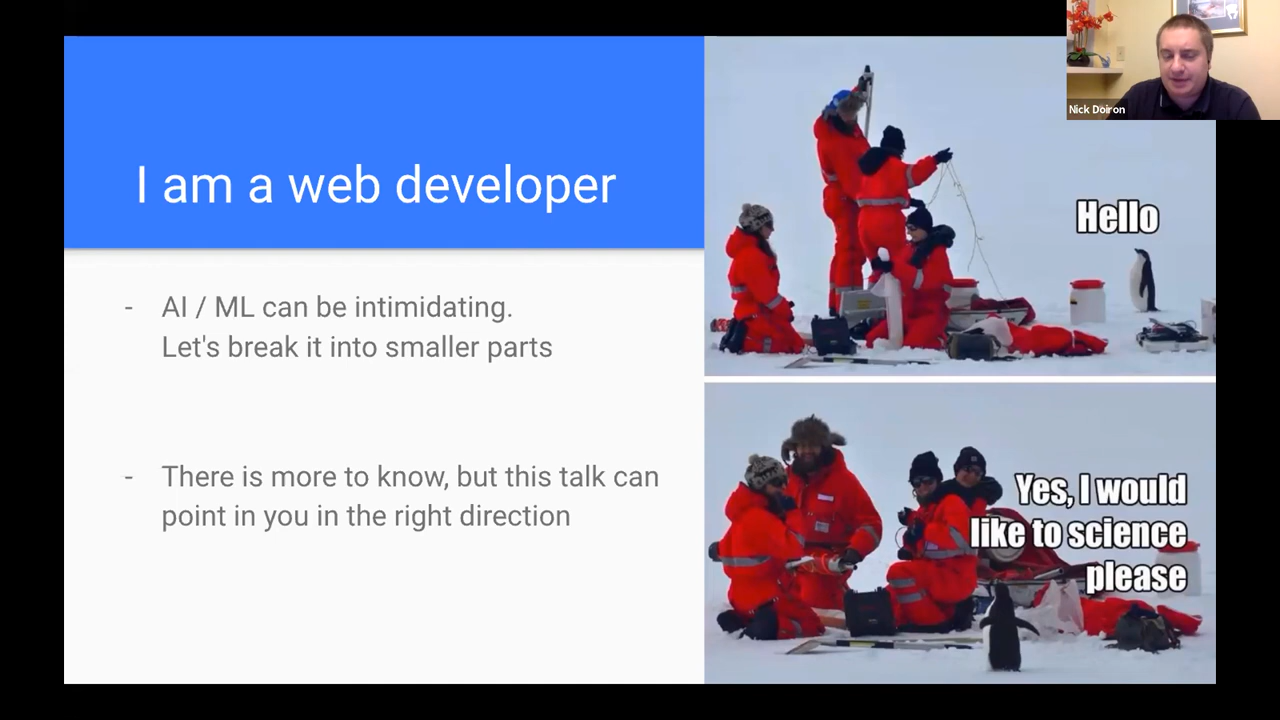 I am a web developer
- AI / ML can be intimidating.
Let's break it into smaller parts
- There is more to know, but this talk can
point in you in the right direction
Hello
Yes, I would
like to science
please
Nick Doiron